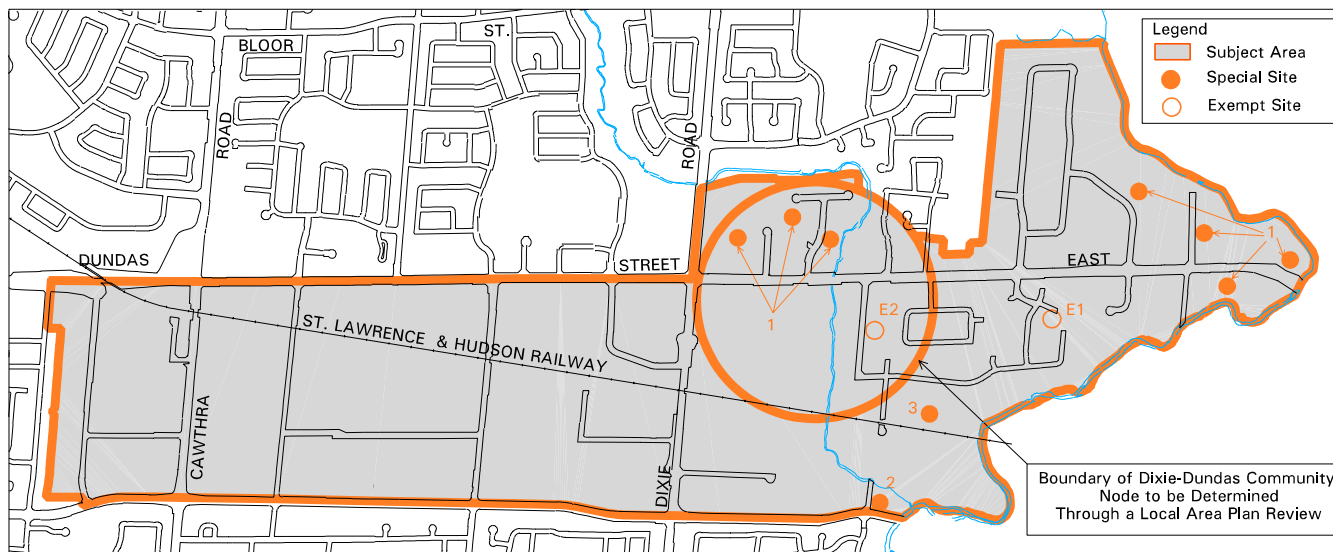 Legend
Subject Area
Special Site
Exempt Site
BLOOR
ST.
ROAD
ROAD
DUNDAS
STREET
EAST
1
1
E2
E1
ST. LAWRENCE & HUDSON RAILWAY
CAWTHRA
DIXIE
3
2
Boundary of Dixie-Dundas Community
Node to be Determined
Through a Local Area Plan Review